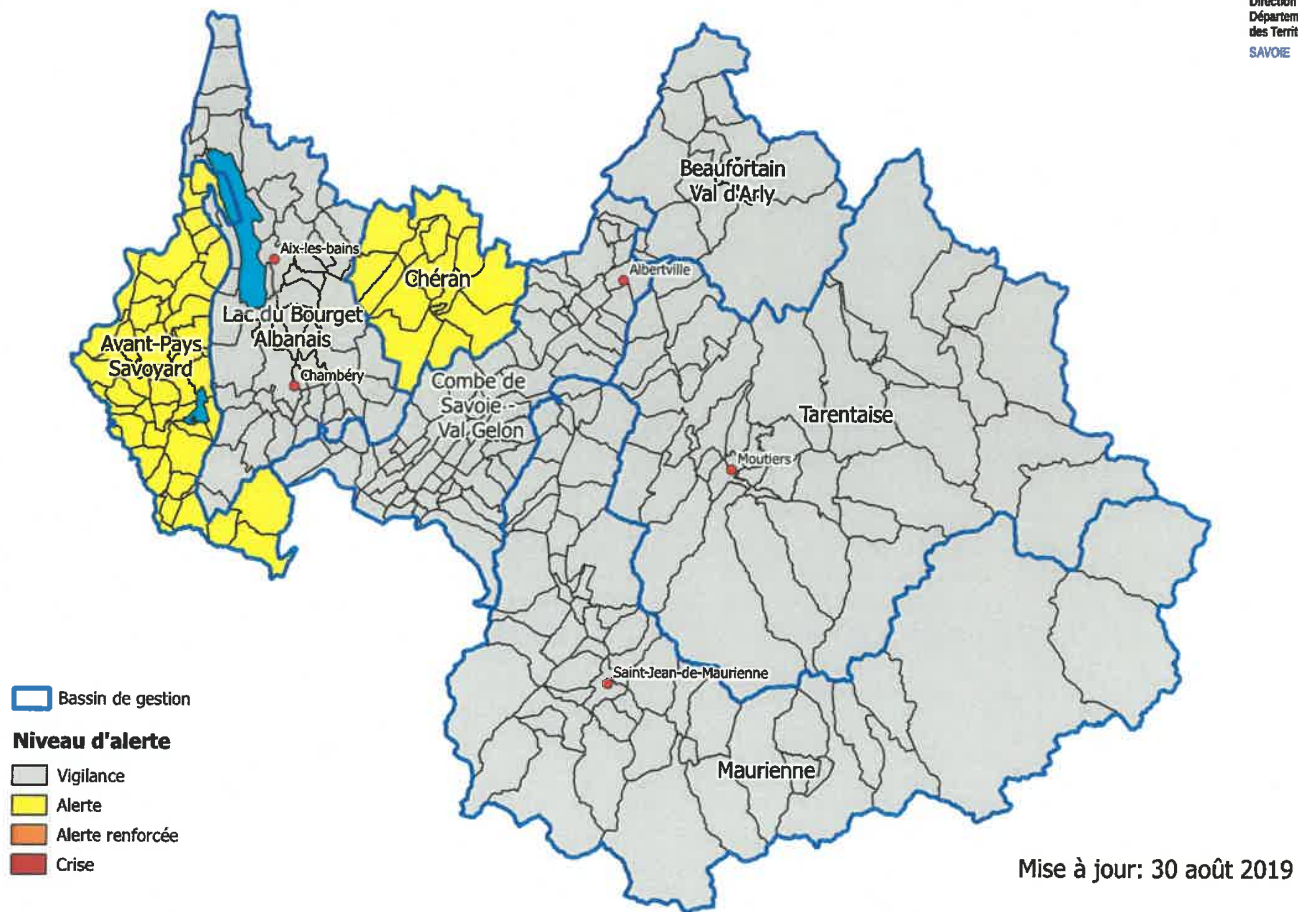 Direction
Départem
des Territ
SAVOIE
Beaufortain
Val d'Arly
Aix-les-bains
Chéran
Albertville
Lac du Bourget
Albanais
Avant-Pays
Savoyard
Chambéry
Combe de
Savoie -
Val Gelon
Tarentaise
Moutiers
Saint-Jean-de-Maurienne
Maurienne
Bassin de gestion
Niveau d'alerte
Vigilance
Alerte
Alerte renforcée
Crise
Mise à jour: 30 août 2019